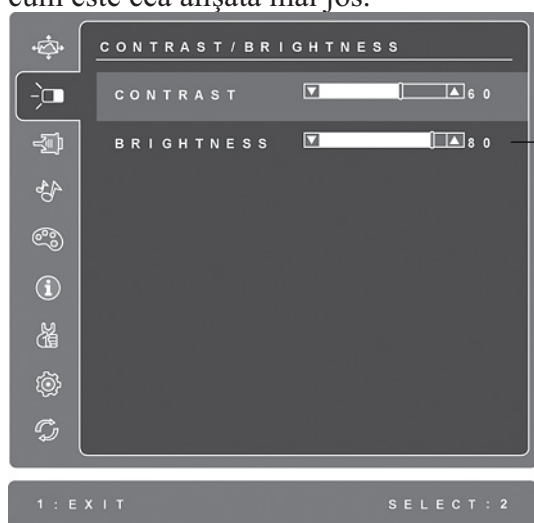 cum este cea afişată mai jos.
CONTRAST/BRIGHTNESS
CONTRAST 60
BRIGHTNESS 80
1:EXIT SELECT:2